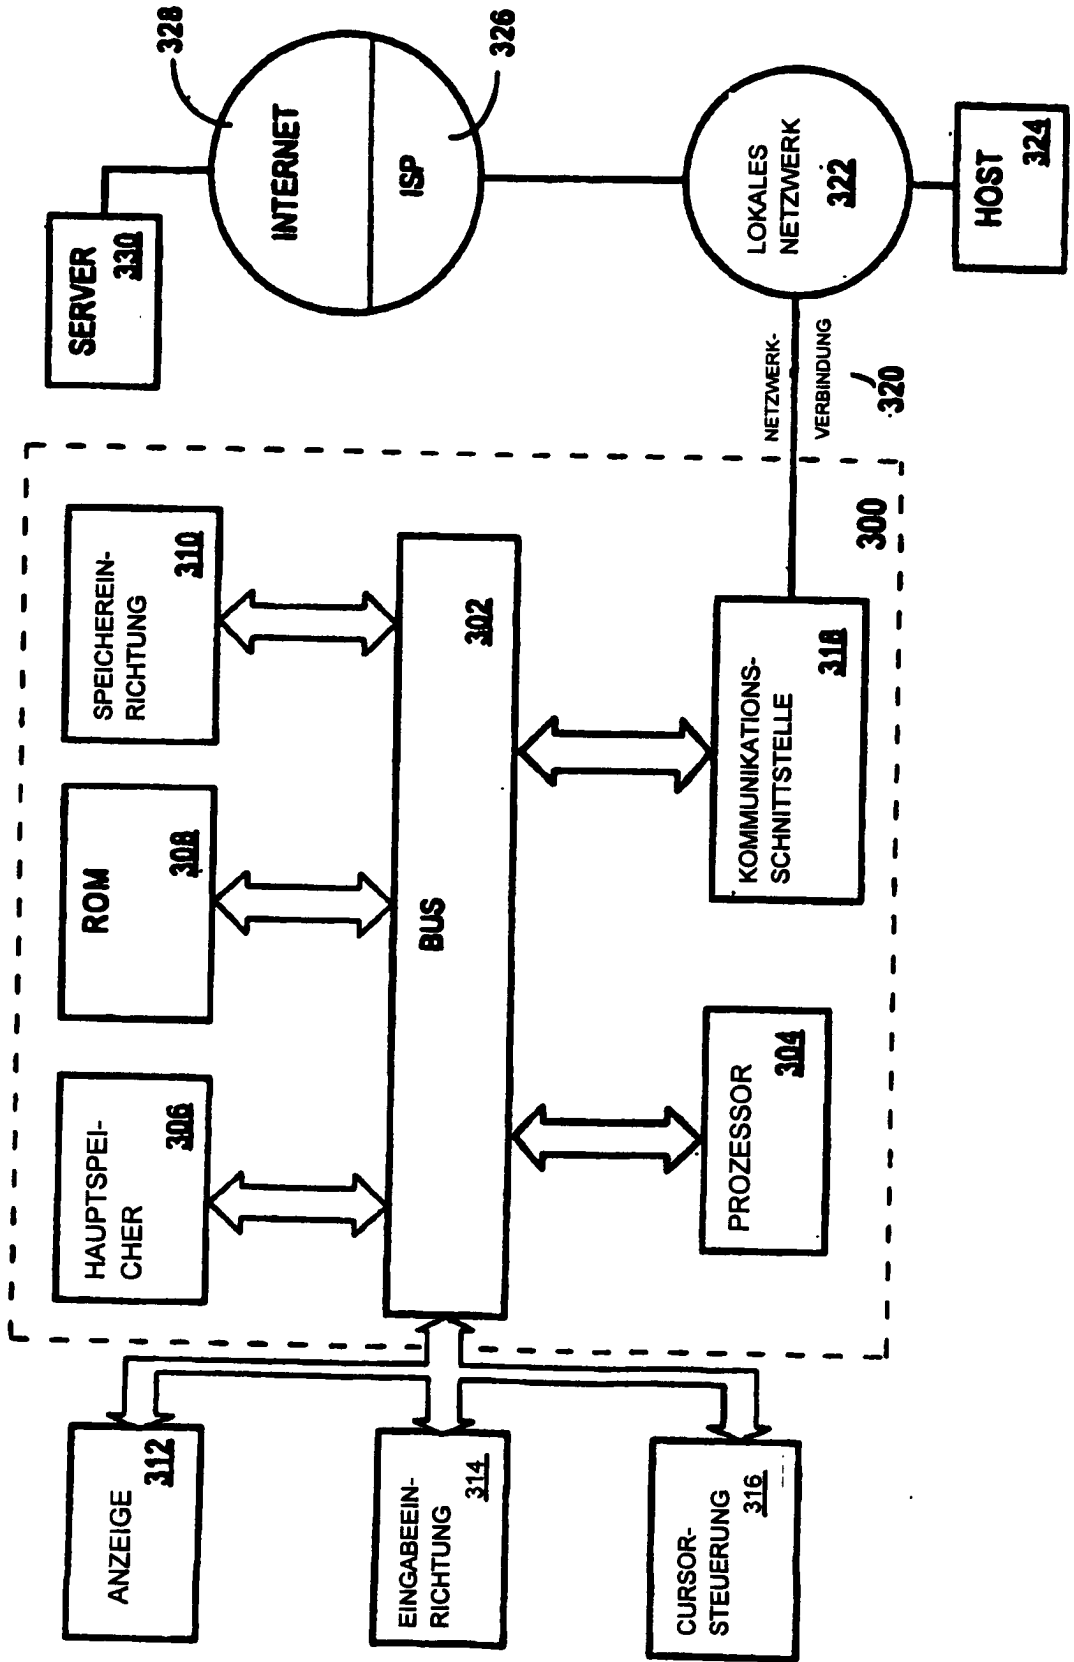 ANZEIGE
312
EINGABEEIN-
RICHTUNG
314
CURSOR-
STEUERUNG
316
HAUPTSPEI-
CHER
306
ROM
308
SPEICHEREIN-
RICHTUNG
310
BUS
302
PROZESSOR
304
KOMMUNIKATIONS-
SCHNITTSTELLE
318
300
SERVER
330
INTERNET
328
ISP
326
NETZWERK-
VERBINDUNG
320
LOKALES
NETZWERK
322
HOST
324